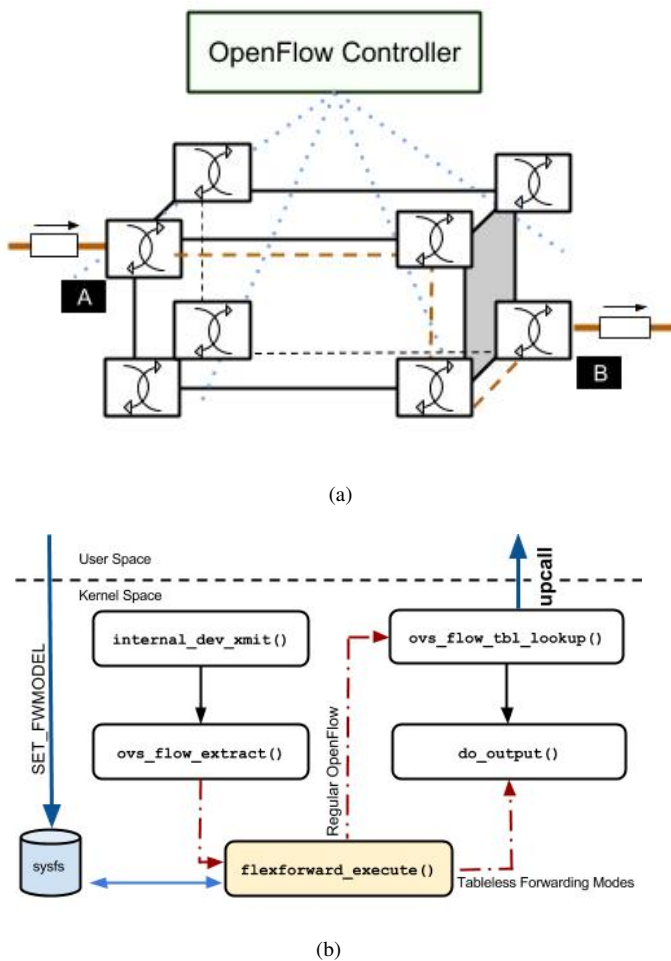 OpenFlow Controller
A
B
(a)
User Space
Kernel Space
upcall
SET_FWMODEL
internal_dev_xmit()
ovs_flow_tbl_lookup()
Regular OpenFlow
ovs_flow_extract()
do_output()
sysfs
flexforward_execute()
Tableless Forwarding Modes
(b)